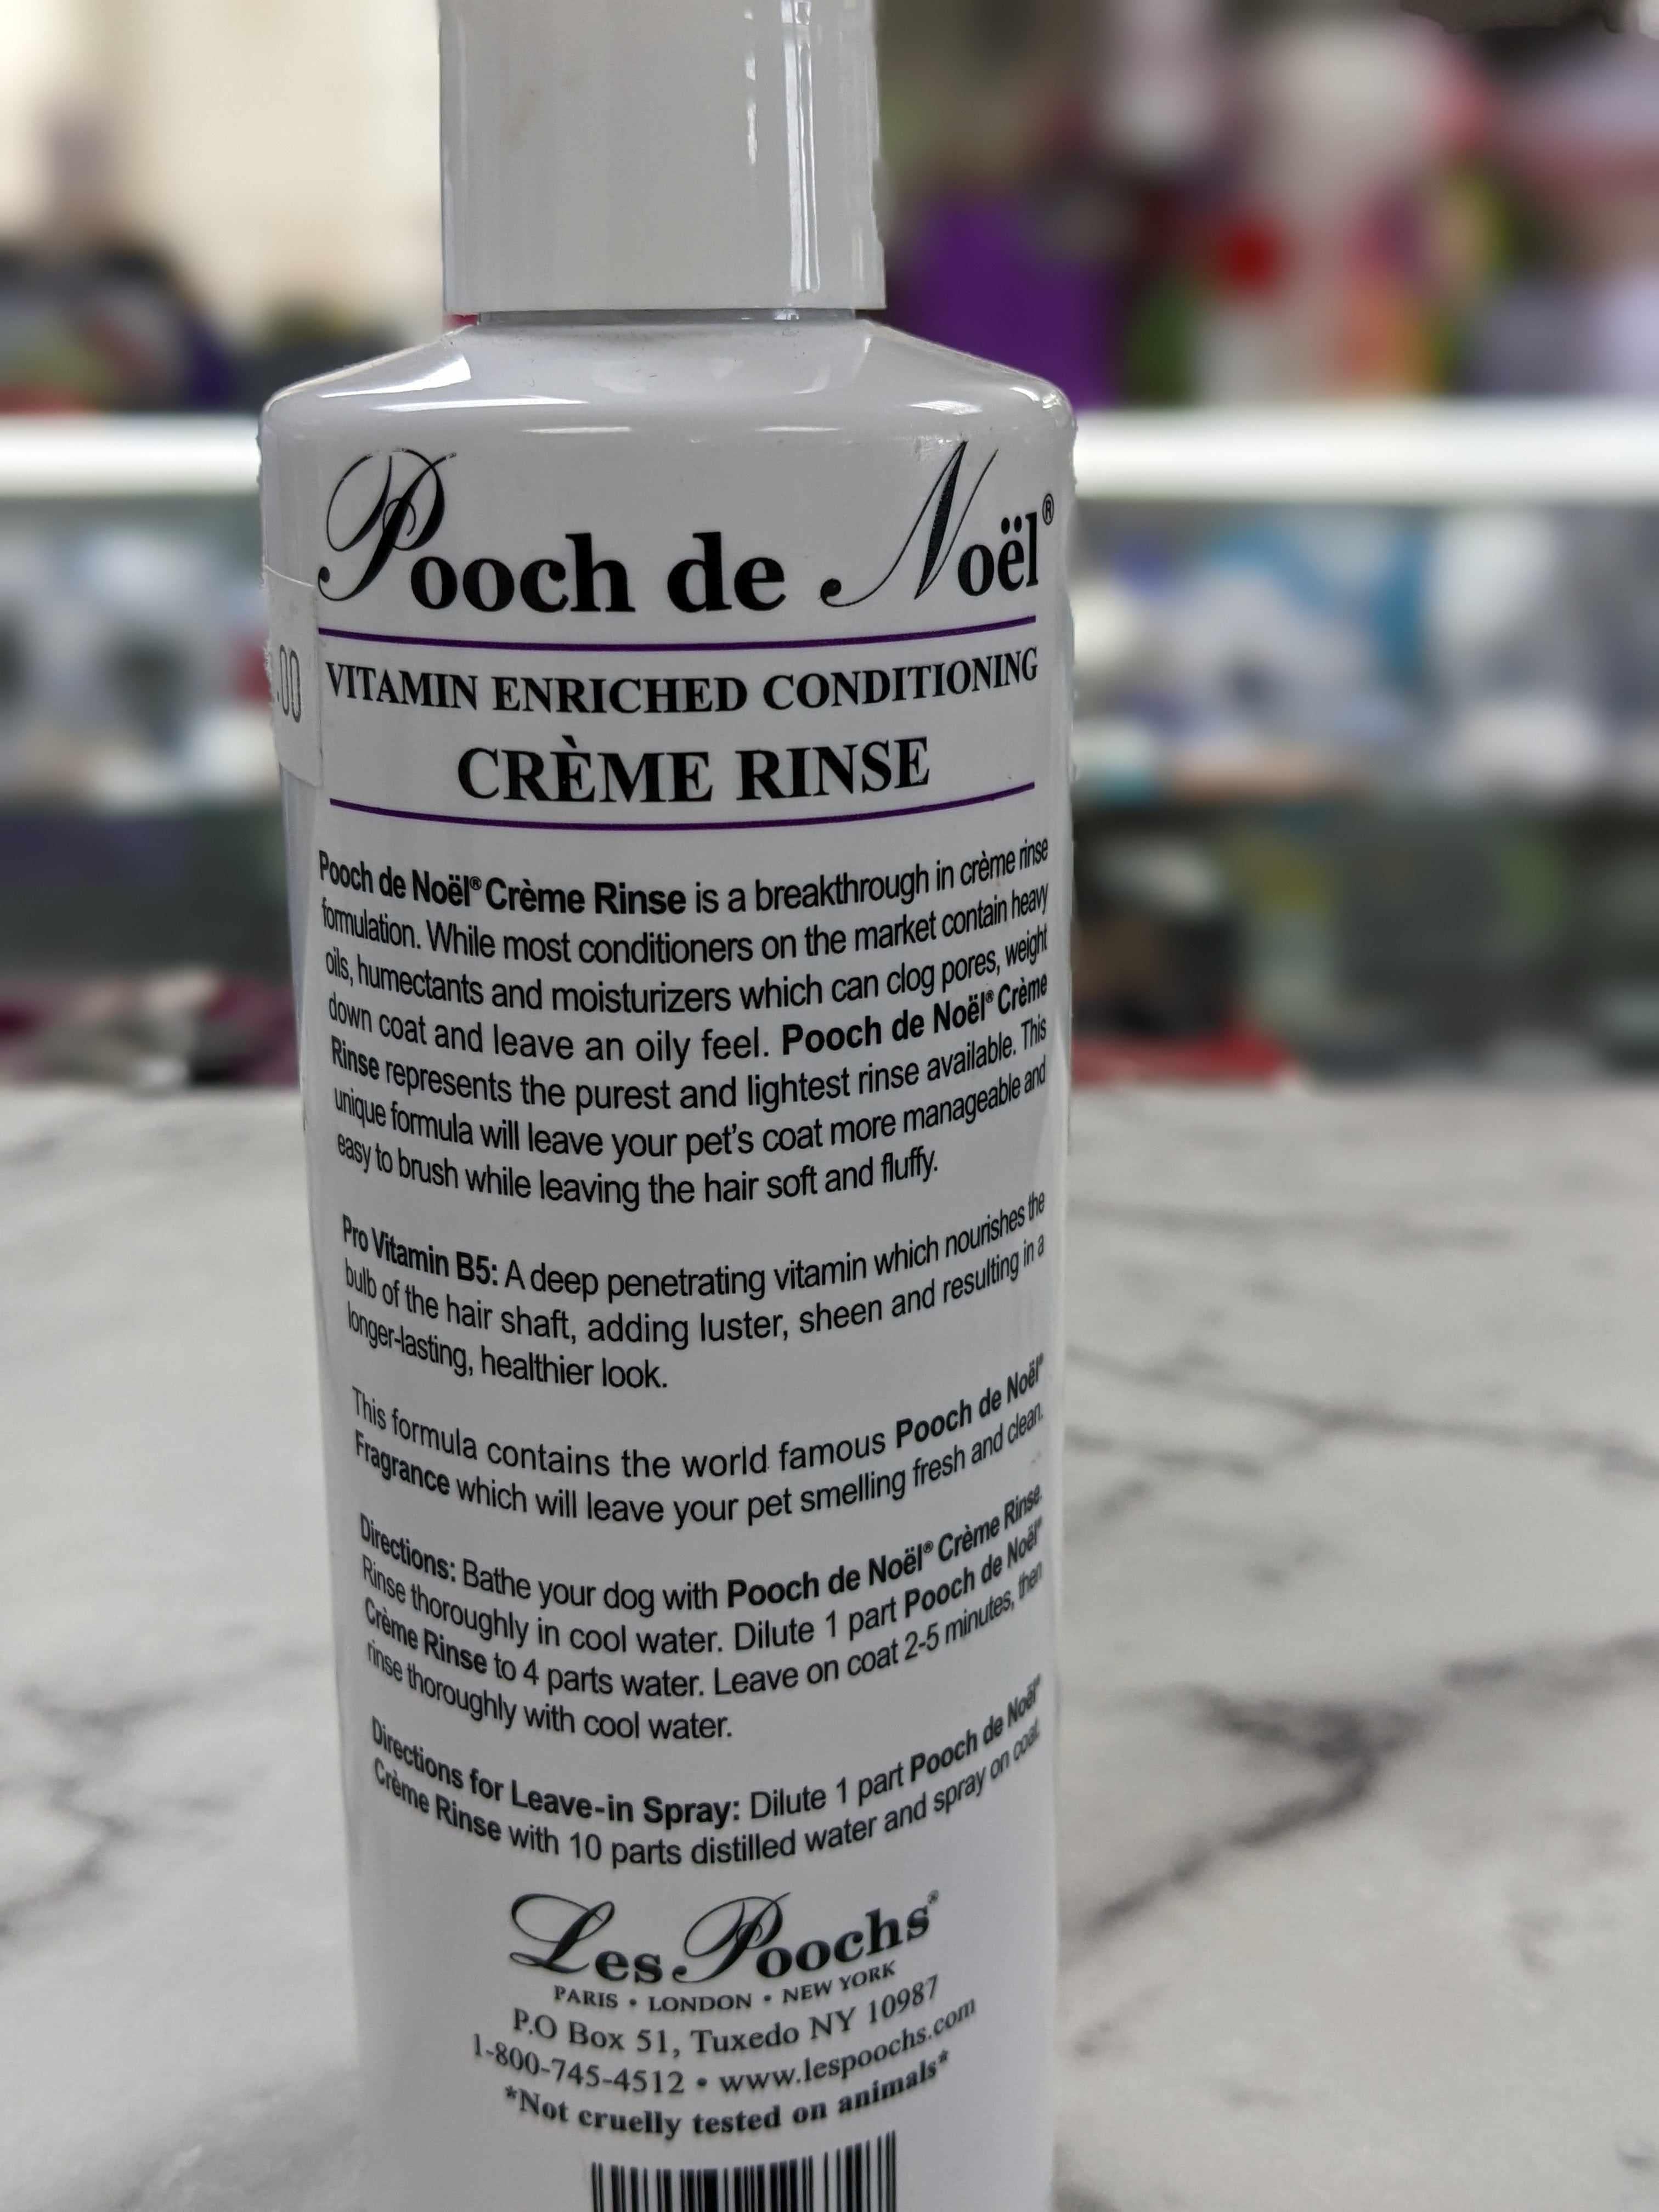 Pooch de Noël®
.00
VITAMIN ENRICHED CONDITIONING
CRÈME RINSE
Pooch de Noël® Crème Rinse is a breakthrough in crème rinse
formulation. While most conditioners on the market contain heavy
oils, humectants and moisturizers which can clog pores, weight
down coat and leave an oily feel. Pooch de Noël® Crème
Rinse represents the purest and lightest rinse available. This
unique formula will leave your pet's coat more manageable and
easy to brush while leaving the hair soft and fluffy.
Pro Vitamin B5: A deep penetrating vitamin which nourishes the
bulb of the hair shaft, adding luster, sheen and resulting in a
longer-lasting, healthier look.
This formula contains the world famous Pooch de Noël®
Fragrance which will leave your pet smelling fresh and clean.
Directions: Bathe your dog with Pooch de Noël® Crème Rinse.
Rinse thoroughly in cool water. Dilute 1 part Pooch de Noël®
Crème Rinse to 4 parts water. Leave on coat 2-5 minutes, then
rinse thoroughly with cool water.
Directions for Leave-in Spray: Dilute 1 part Pooch de Noël®
Crème Rinse with 10 parts distilled water and spray on coat.
Les Poochs®
PARIS • LONDON • NEW YORK
P.O Box 51, Tuxedo NY 10987
1-800-745-4512 • www.lespoochs.com
*Not cruelly tested on animals*